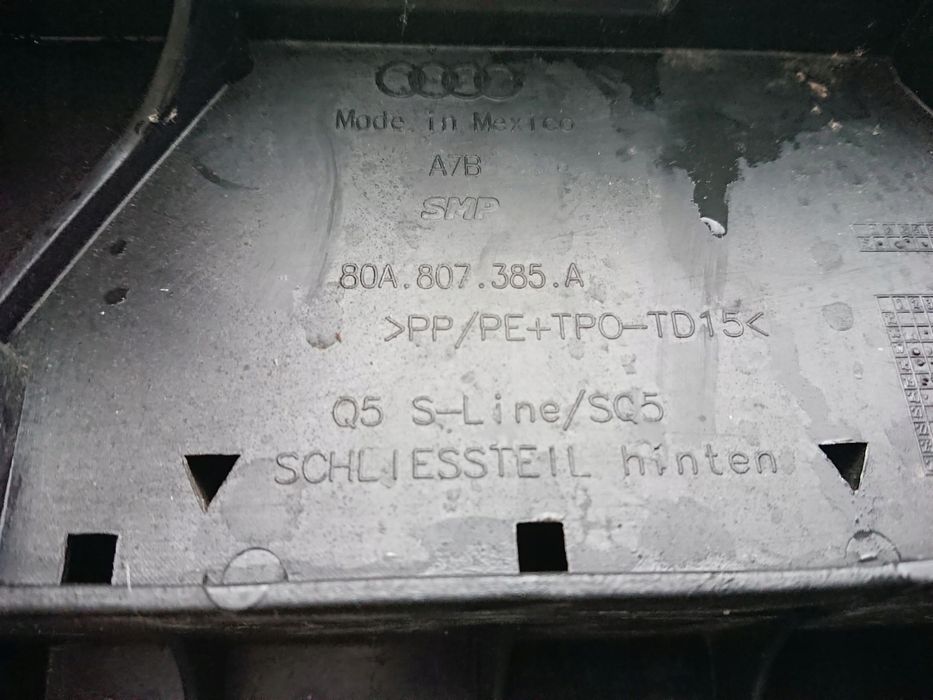 Made in Mexico
A7B
SMP
80A.807.385.A
>PP/PE+TPO-TD15<
Q5 S-Line/SQ5
SCHLIESSTEIL hinten